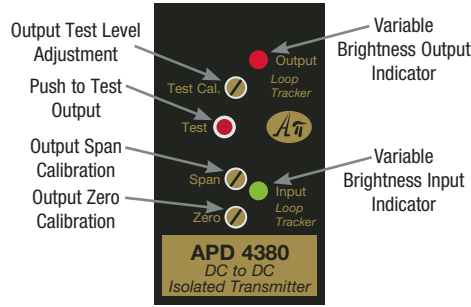 Output Test Level
Adjustment
Push to Test
Output
Output Span
Calibration
Output Zero
Calibration
Output
Loop
Tracker
Test Cal.
Test
Span
Input
Loop
Tracker
Zero
APD 4380
DC to DC
Isolated Transmitter
Variable
Brightness Output
Indicator
Variable
Brightness Input
Indicator